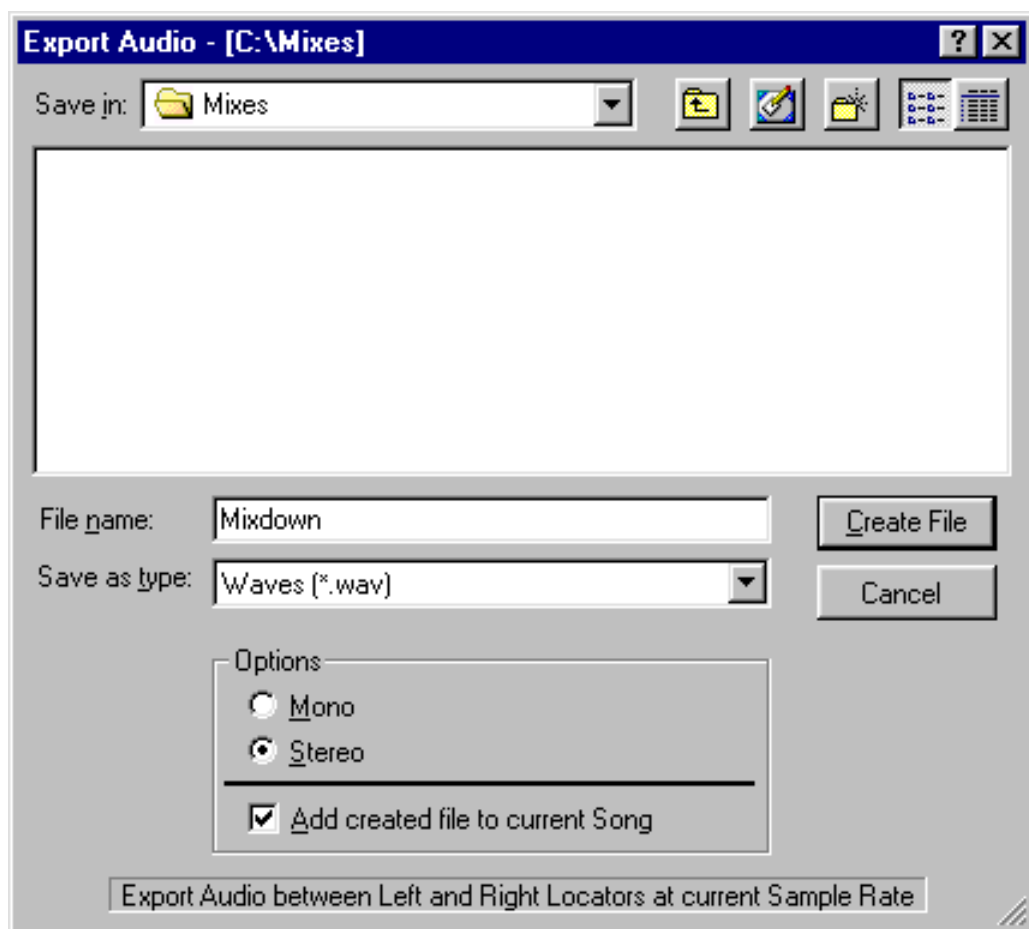 Export Audio - [C:\Mixes]
Save in: Mixes
File name: Mixdown
Create File
Save as type: Waves (*.wav)
Cancel
Options
Mono
Stereo
Add created file to current Song
Export Audio between Left and Right Locators at current Sample Rate